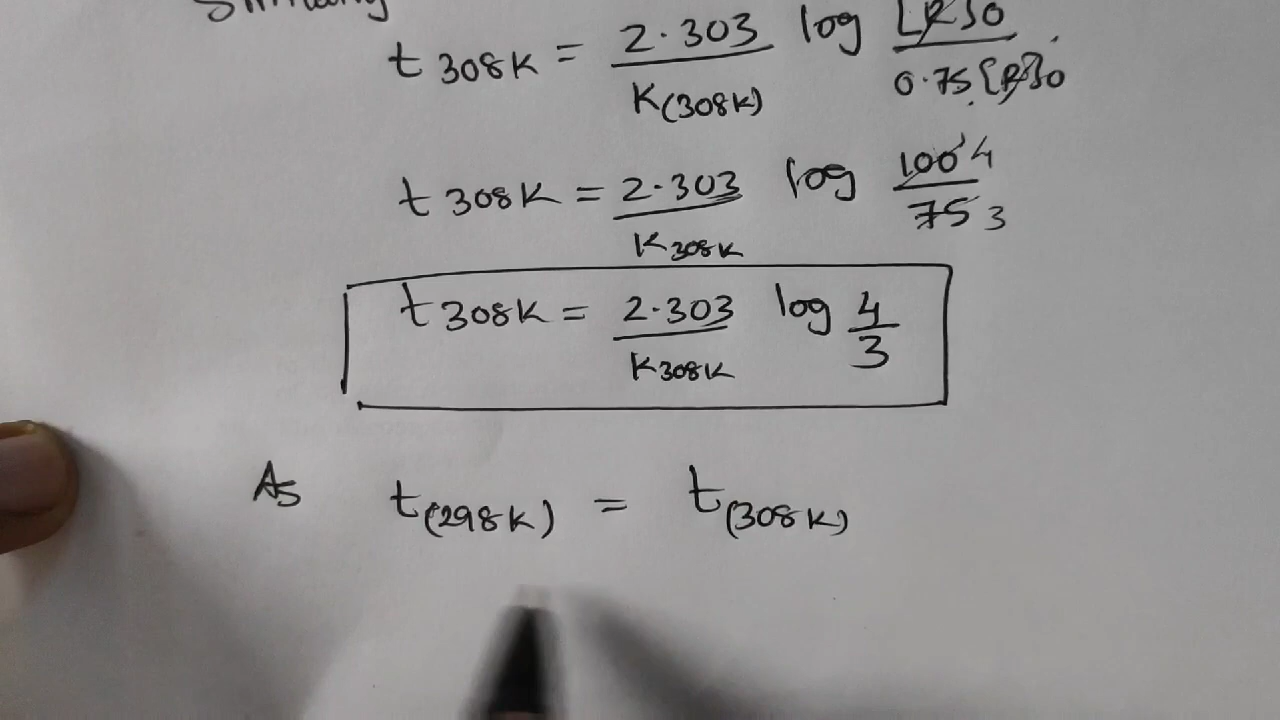 Similarly
t 308K = 2.303 / K(308K) log [R]0 / 0.75 [R]0
t 308K = 2.303 / K308K log 100 4 / 75 3
t 308K = 2.303 / K308K log 4 / 3
As t(298K) = t(308K)